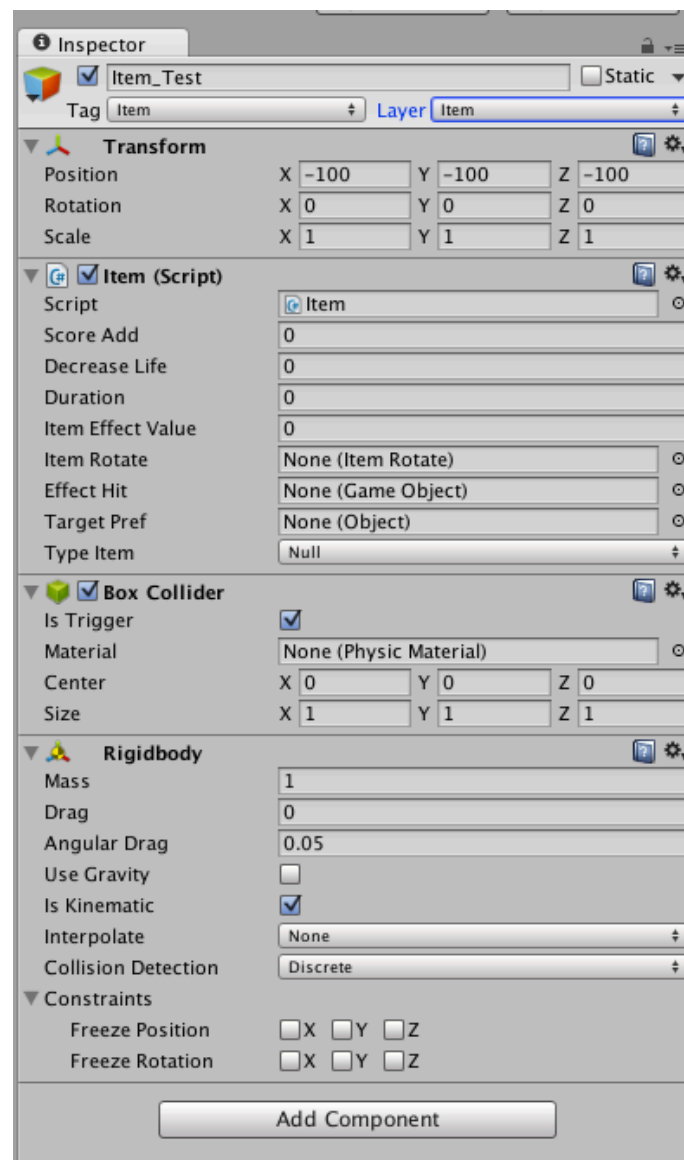 Inspector
Item_Test Static
Tag Item Layer Item
Transform
Position X -100 Y -100 Z -100
Rotation X 0 Y 0 Z 0
Scale X 1 Y 1 Z 1
Item (Script)
Script Item
Score Add 0
Decrease Life 0
Duration 0
Item Effect Value 0
Item Rotate None (Item Rotate)
Effect Hit None (Game Object)
Target Pref None (Object)
Type Item Null
Box Collider
Is Trigger
Material None (Physic Material)
Center X 0 Y 0 Z 0
Size X 1 Y 1 Z 1
Rigidbody
Mass 1
Drag 0
Angular Drag 0.05
Use Gravity
Is Kinematic
Interpolate None
Collision Detection Discrete
Constraints
Freeze Position X Y Z
Freeze Rotation X Y Z
Add Component